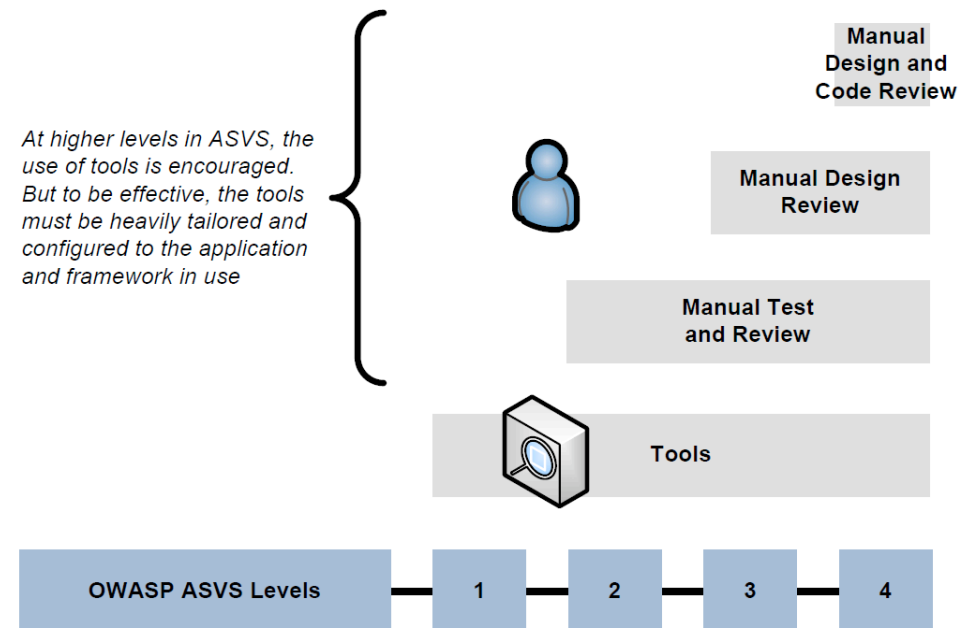 Manual
Design and
Code Review
At higher levels in ASVS, the
use of tools is encouraged.
But to be effective, the tools
must be heavily tailored and
configured to the application
and framework in use
Manual Design
Review
Manual Test
and Review
Tools
OWASP ASVS Levels
1
2
3
4